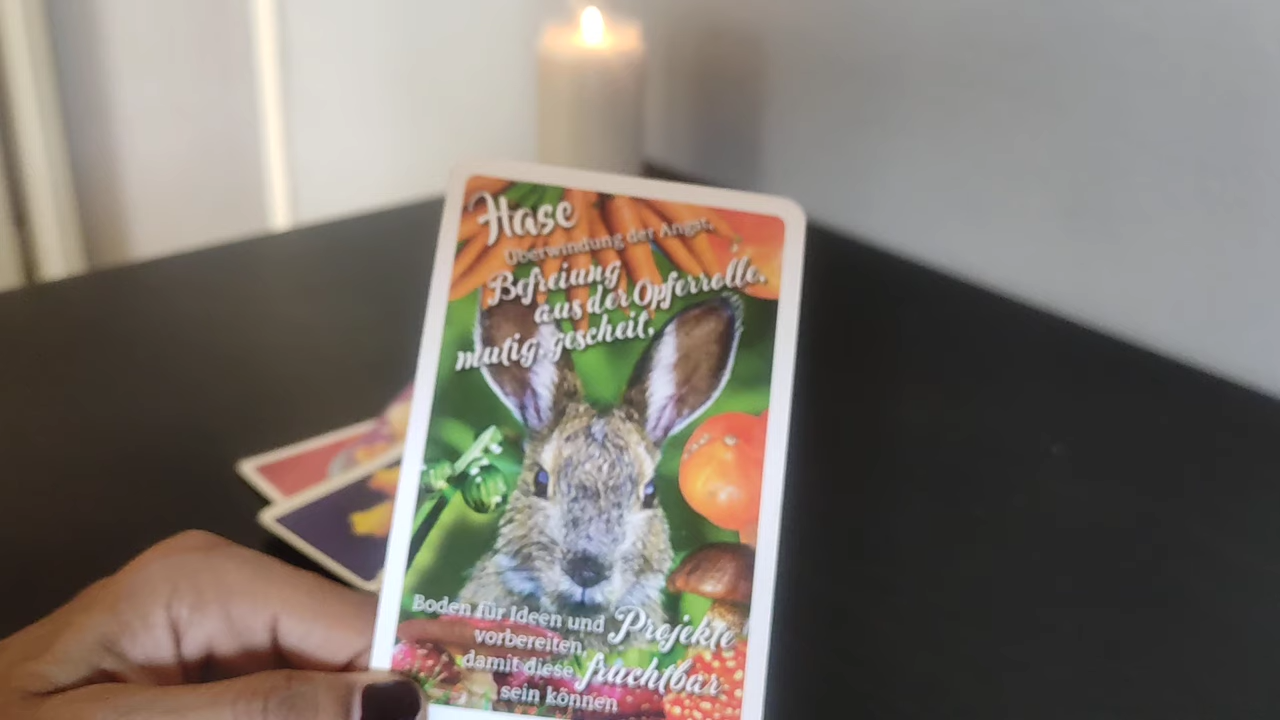 Hase
Überwindung der Angst,
Befreiung
aus der Opferrolle,
mutig, gescheit,
Boden für Ideen und Projekte
vorbereiten,
damit diese fruchtbar
sein können